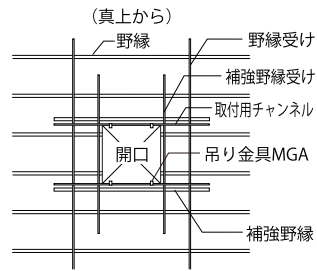 （真上から）
野縁
野縁受け
補強野縁受け
取付用チャンネル
開口
吊り金具MGA
補強野縁